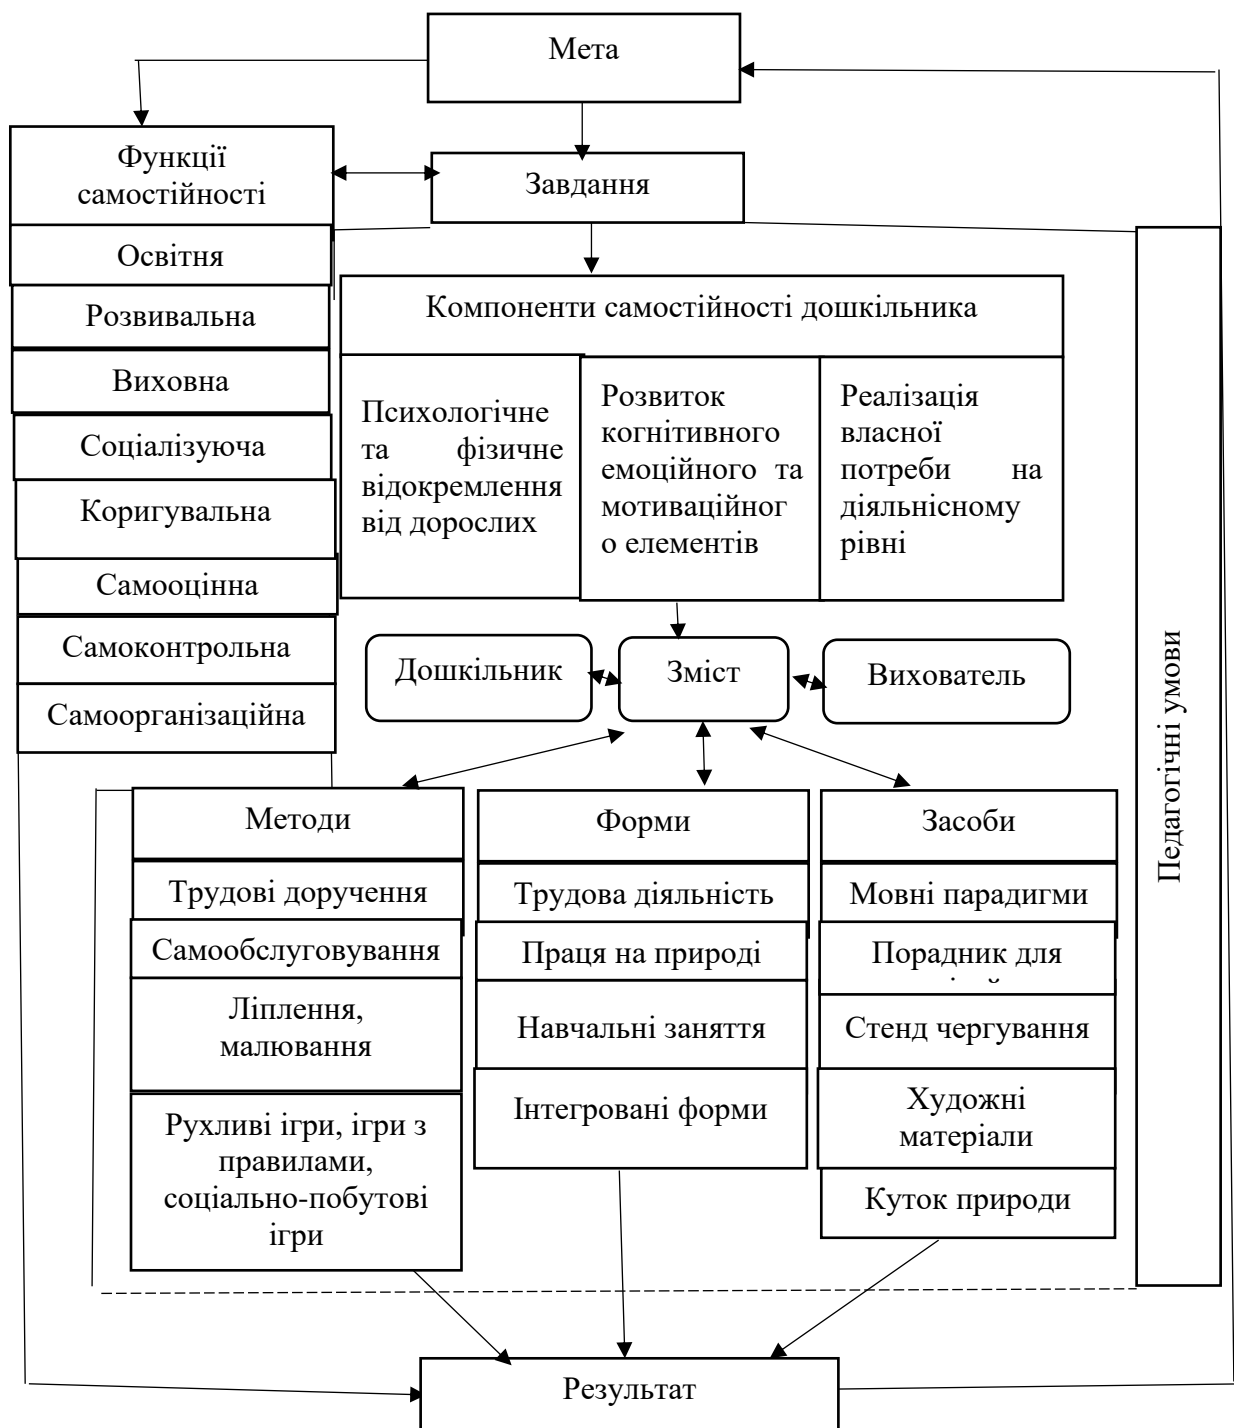 Мета
Функції
самостійності
Завдання
Освітня
Розвивальна
Виховна
Соціалізуюча
Коригувальна
Самооцінна
Самоконтрольна
Самоорганізаційна
Компоненти самостійності дошкільника
Психологічне
та фізичне
відокремлення
від дорослих
Розвиток
когнітивного
емоційного та
мотиваційног
о елементів
Реалізація
власної
потреби на
діяльнісному
рівні
Дошкільник
Зміст
Вихователь
Педагогічні умови
Методи
Трудові доручення
Самообслуговування
Ліплення,
малювання
Рухливі ігри, ігри з
правилами,
соціально-побутові
ігри
Форми
Трудова діяльність
Праця на природі
Навчальні заняття
Інтегровані форми
Засоби
Мовні парадигми
Порадник для
Стенд чергування
Художні
матеріали
Куток природи
Результат